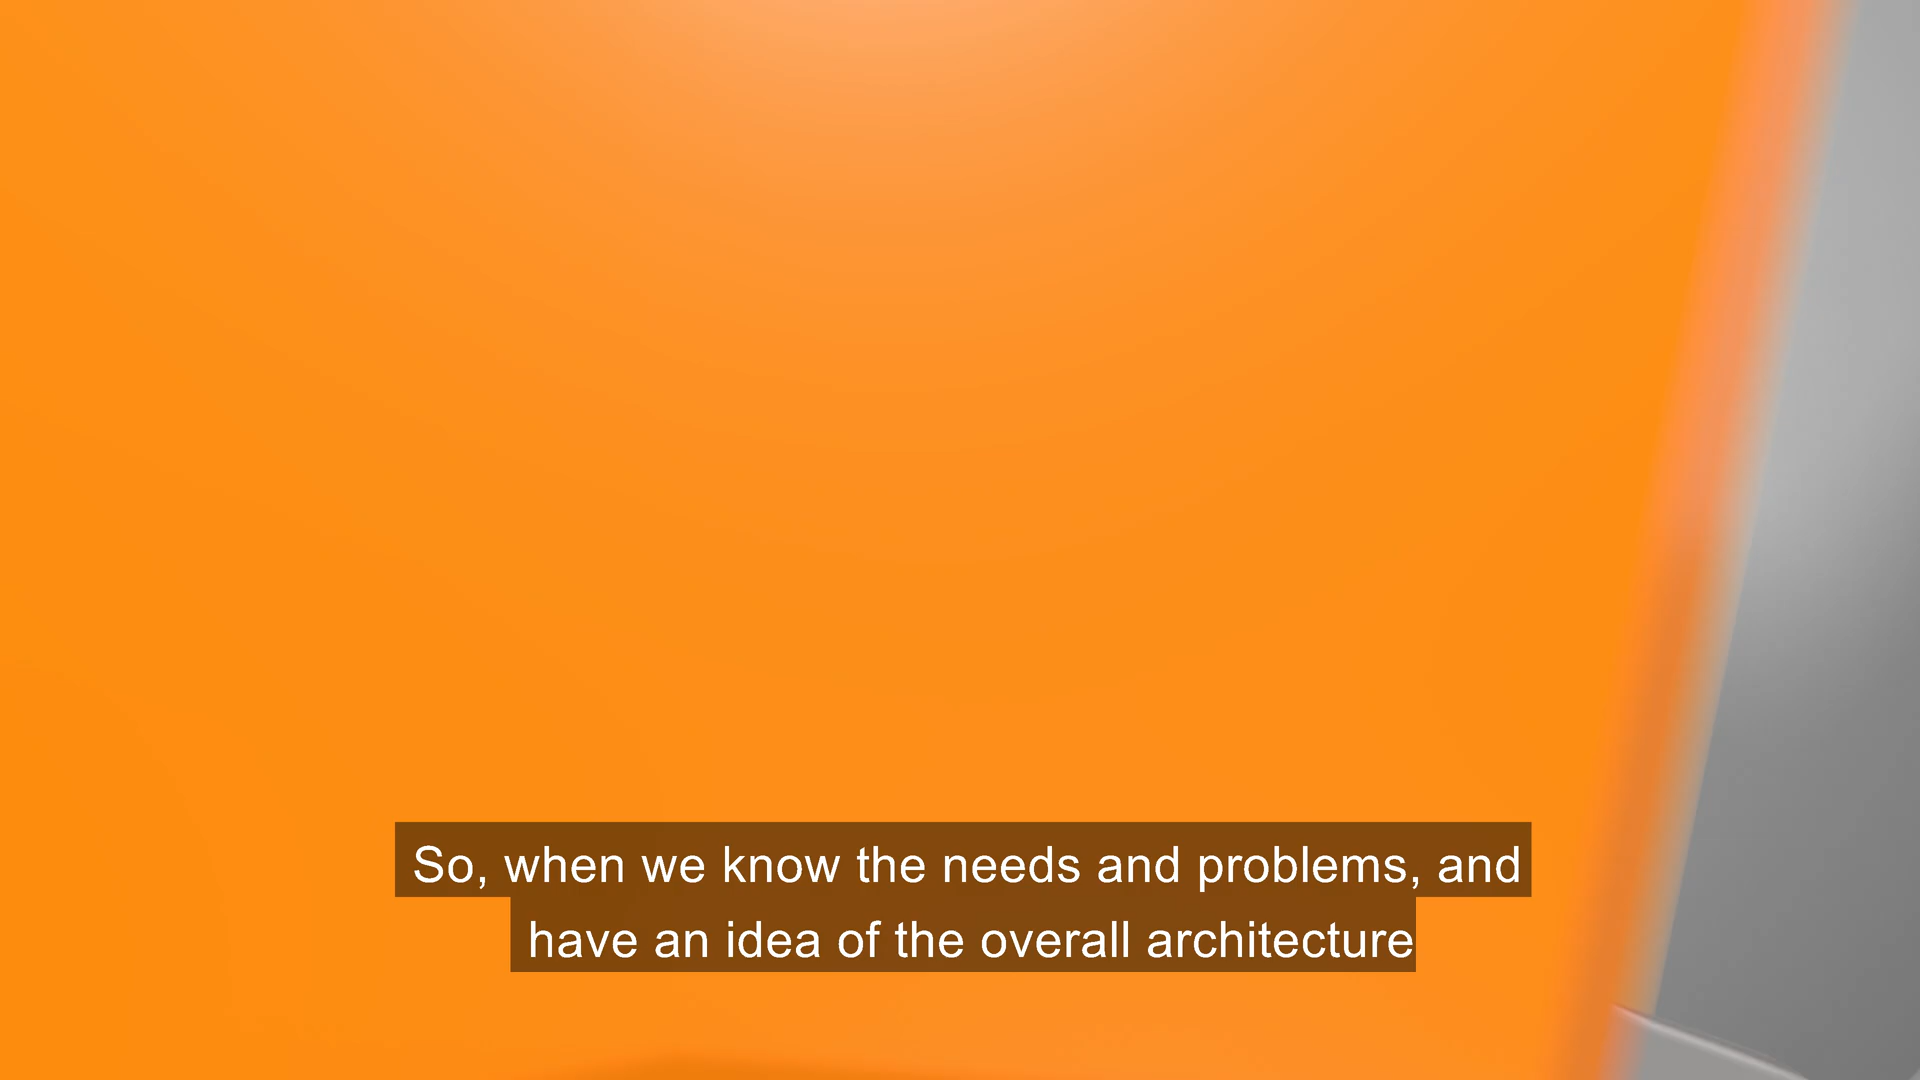 So, when we know the needs and problems, and
have an idea of the overall architecture